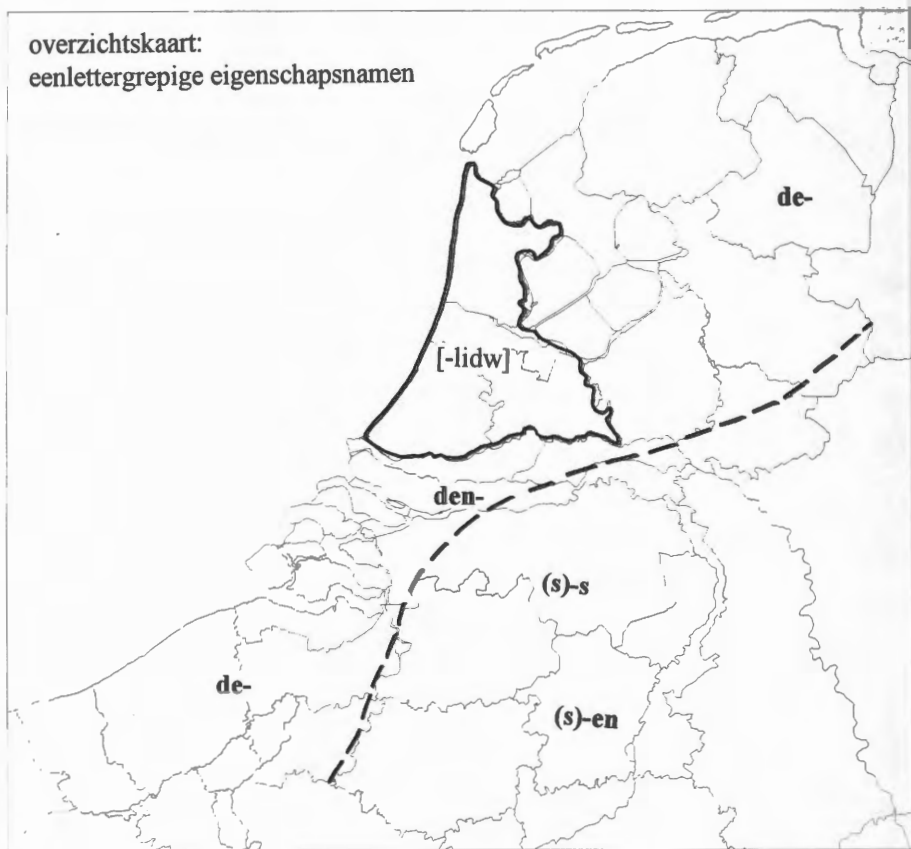 overzichtskaart:
eenlettergrepige eigenschapsnamen
de-
[-lidw]
den-
(s)-s
de-
(s)-en